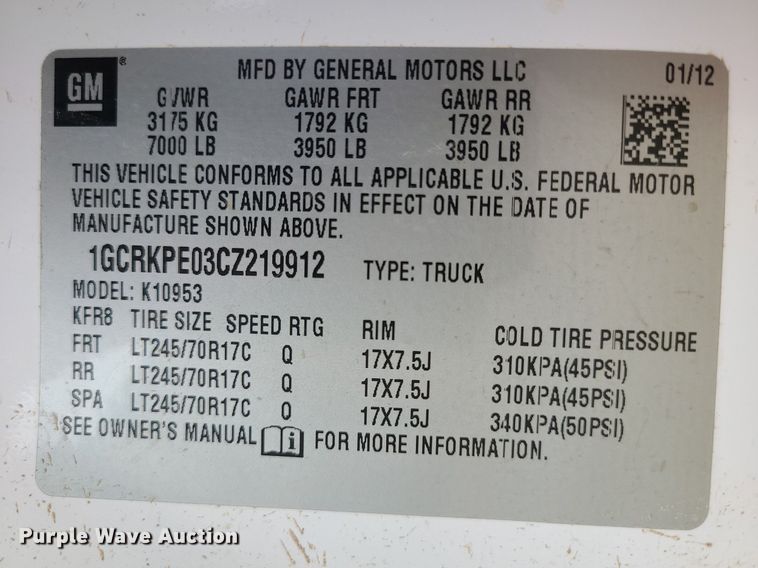 GM ®
MFD BY GENERAL MOTORS LLC 01/12
GVWR GAWR FRT GAWR RR
3175 KG 1792 KG 1792 KG
7000 LB 3950 LB 3950 LB
THIS VEHICLE CONFORMS TO ALL APPLICABLE U.S. FEDERAL MOTOR
VEHICLE SAFETY STANDARDS IN EFFECT ON THE DATE OF
MANUFACTURE SHOWN ABOVE.
1GCRKPE03CZ219912 TYPE: TRUCK
MODEL: K10953
KFR8 TIRE SIZE SPEED RTG RIM COLD TIRE PRESSURE
FRT LT245/70R17C Q 17X7.5J 310KPA(45PSI)
RR LT245/70R17C Q 17X7.5J 310KPA(45PSI)
SPA LT245/70R17C Q 17X7.5J 340KPA(50PSI)
SEE OWNER'S MANUAL i FOR MORE INFORMATION.
Purple Wave Auction